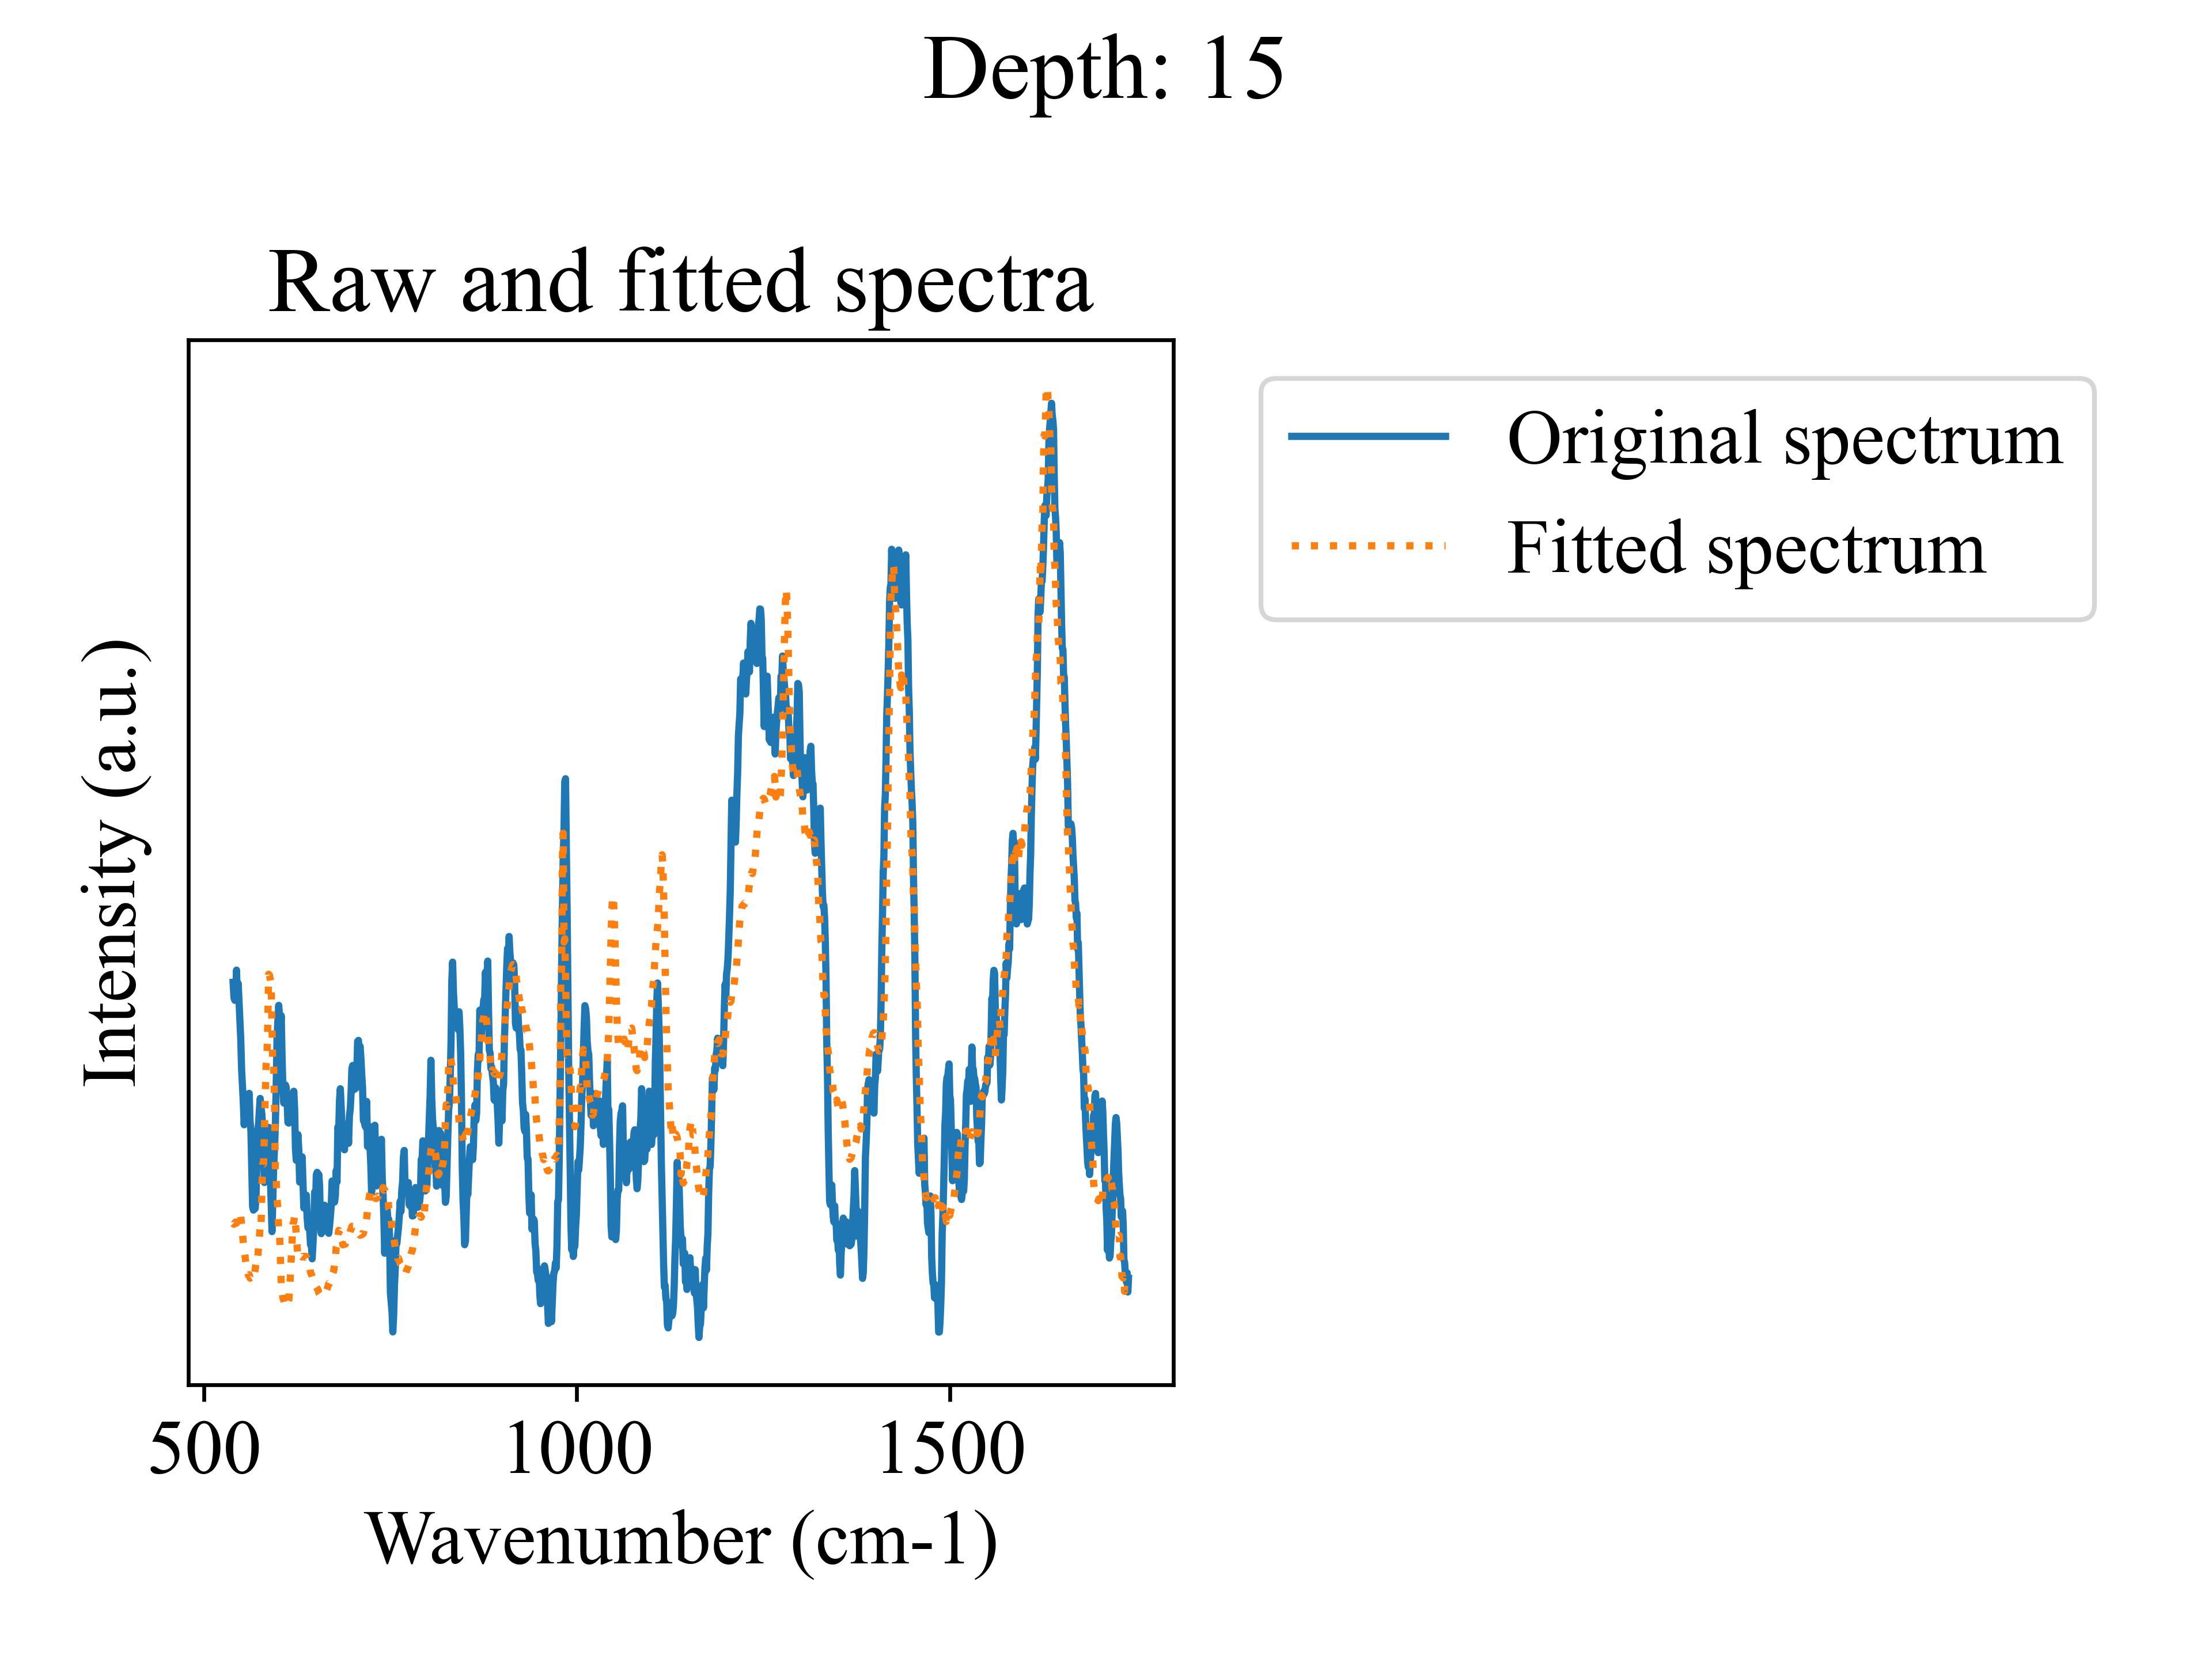 Depth: 15
Raw and fitted spectra
Original spectrum
Fitted spectrum
Intensity (a.u.)
500
1000
1500
Wavenumber (cm-1)